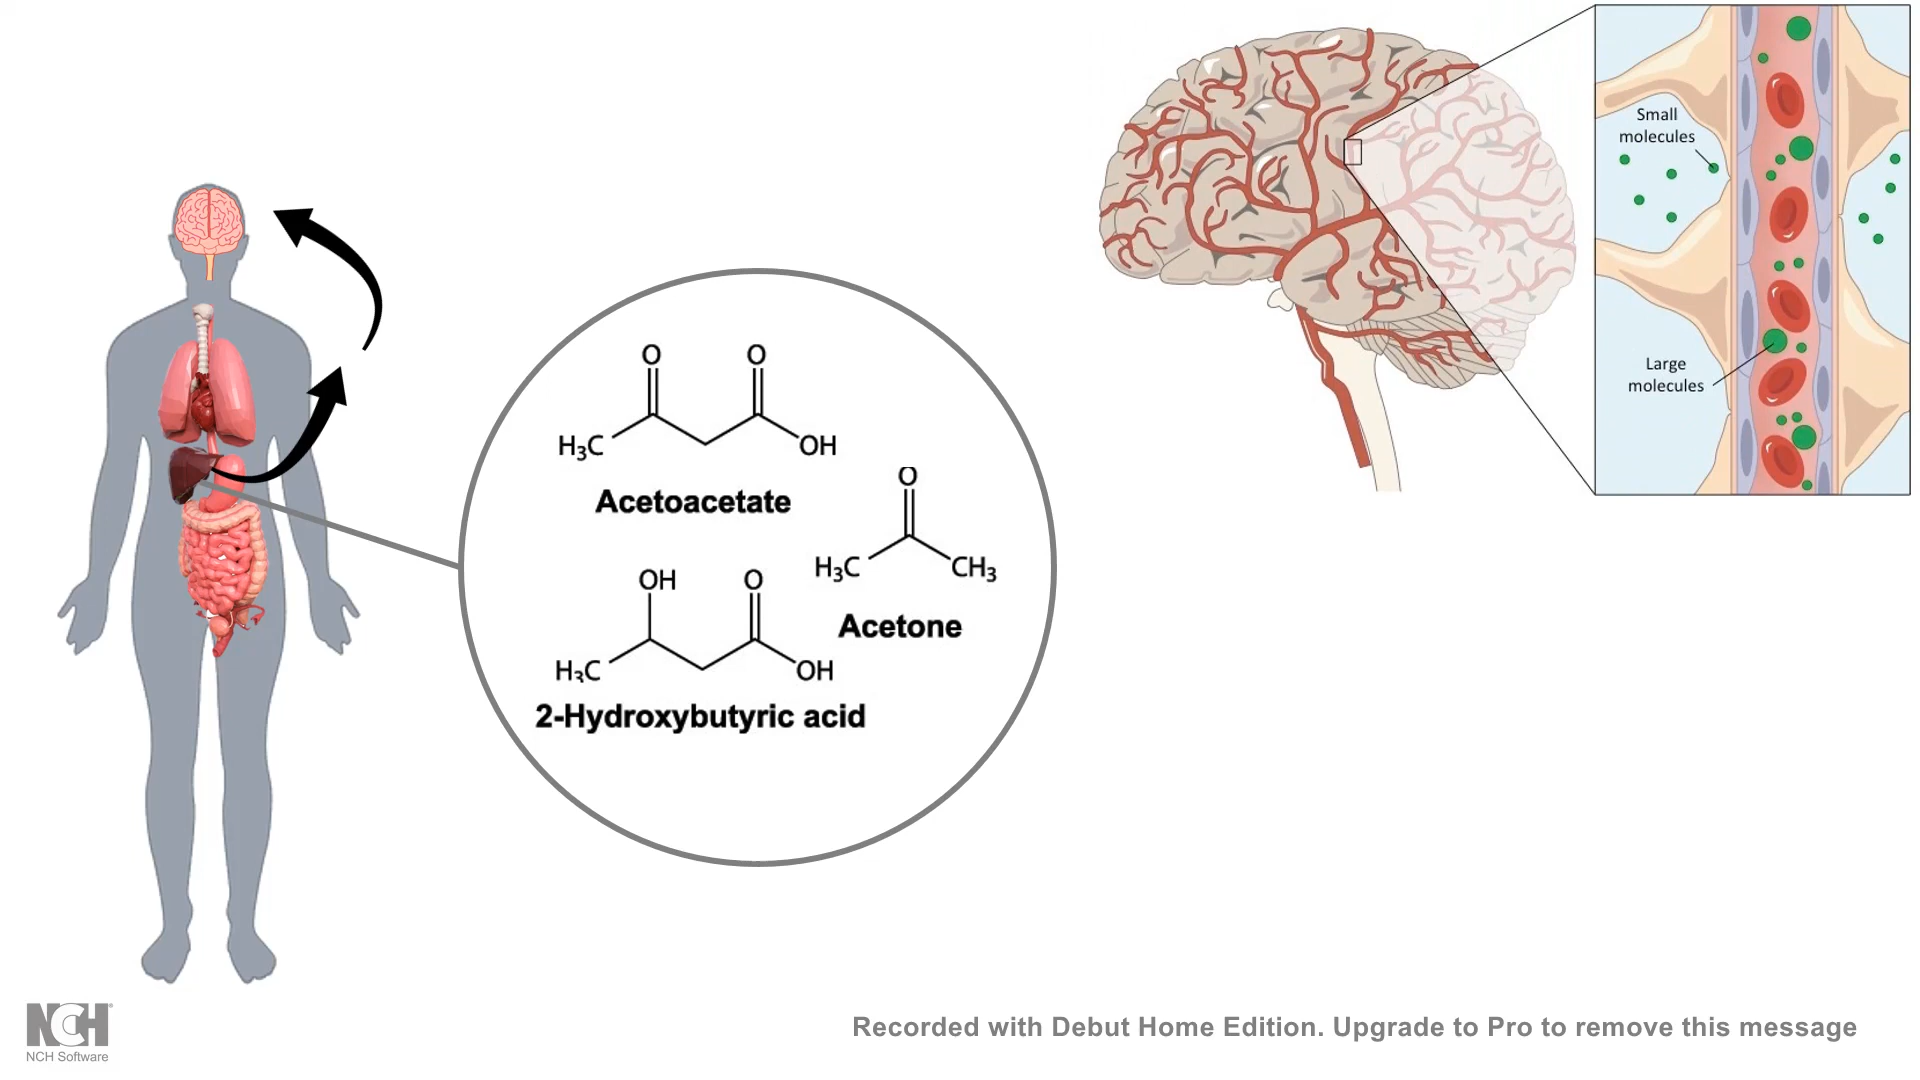 Small
molecules
Large
molecules
O
O
H₃C
OH
Acetoacetate
O
H₃C
CH₃
Acetone
OH
O
H₃C
OH
2-Hydroxybutyric acid
NCH®
NCH Software
Recorded with Debut Home Edition. Upgrade to Pro to remove this message